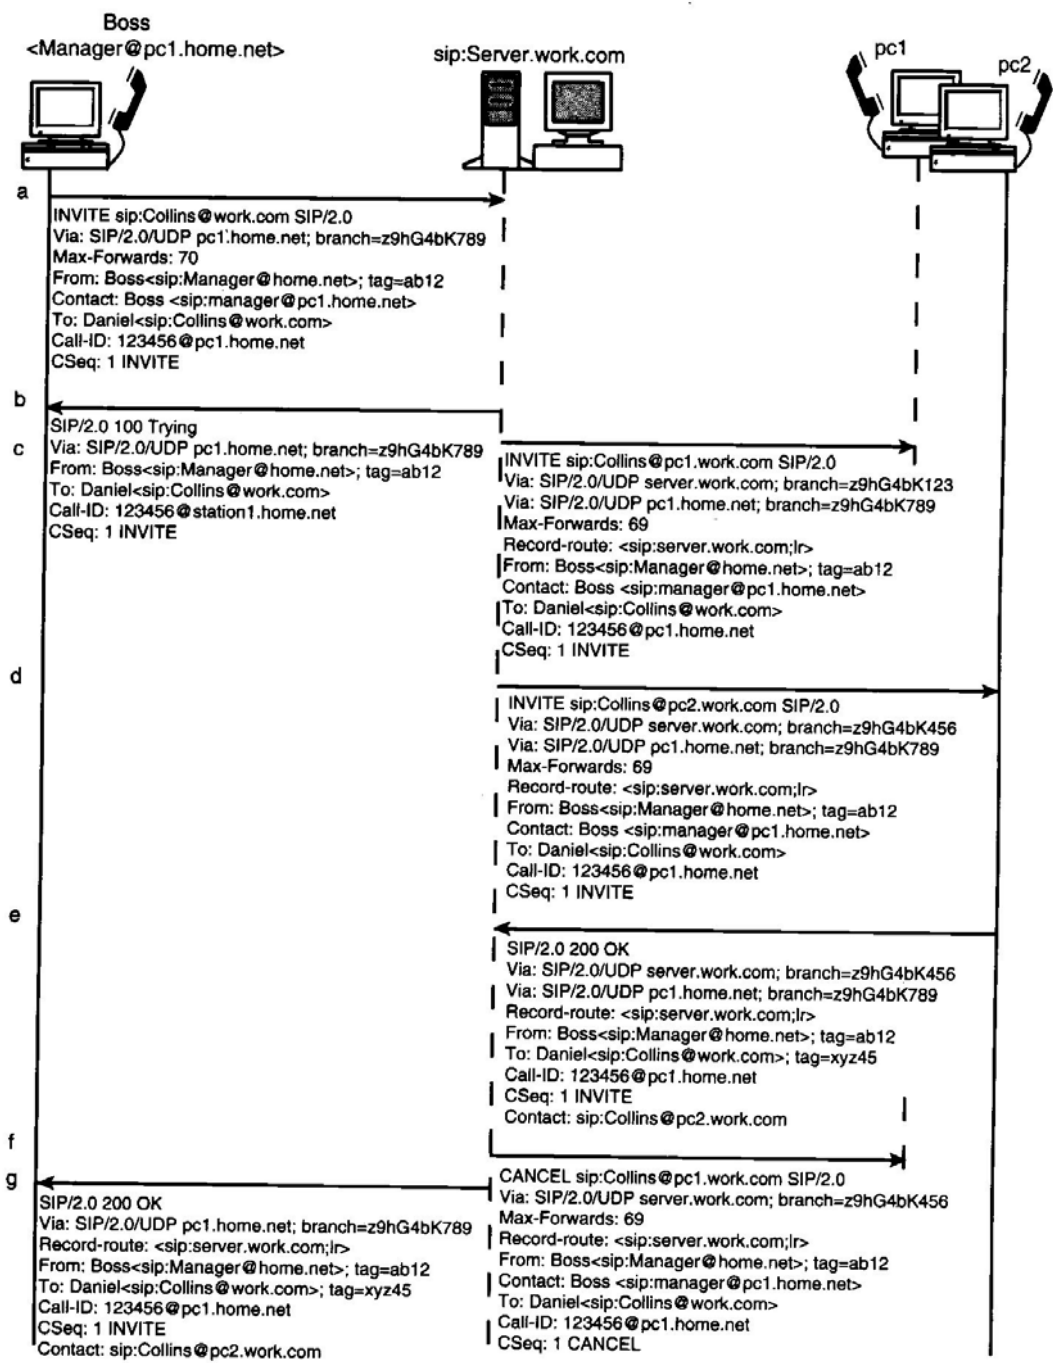 Boss
<Manager@pc1.home.net>
sip:Server.work.com
pc1
pc2
a
INVITE sip:Collins@work.com SIP/2.0
Via: SIP/2.0/UDP pc1.home.net; branch=z9hG4bK789
Max-Forwards: 70
From: Boss<sip:Manager@home.net>; tag=ab12
Contact: Boss <sip:manager@pc1.home.net>
To: Daniel<sip:Collins@work.com>
Call-ID: 123456@pc1.home.net
CSeq: 1 INVITE
b
SIP/2.0 100 Trying
Via: SIP/2.0/UDP pc1.home.net; branch=z9hG4bK789
From: Boss<sip:Manager@home.net>; tag=ab12
To: Daniel<sip:Collins@work.com>
Call-ID: 123456@station1.home.net
CSeq: 1 INVITE
c
INVITE sip:Collins@pc1.work.com SIP/2.0
Via: SIP/2.0/UDP server.work.com; branch=z9hG4bK123
Via: SIP/2.0/UDP pc1.home.net; branch=z9hG4bK789
Max-Forwards: 69
Record-route: <sip:server.work.com;lr>
From: Boss<sip:Manager@home.net>; tag=ab12
Contact: Boss <sip:manager@pc1.home.net>
To: Daniel<sip:Collins@work.com>
Call-ID: 123456@pc1.home.net
CSeq: 1 INVITE
d
INVITE sip:Collins@pc2.work.com SIP/2.0
Via: SIP/2.0/UDP server.work.com; branch=z9hG4bK456
Via: SIP/2.0/UDP pc1.home.net; branch=z9hG4bK789
Max-Forwards: 69
Record-route: <sip:server.work.com;lr>
From: Boss<sip:Manager@home.net>; tag=ab12
Contact: Boss <sip:manager@pc1.home.net>
To: Daniel<sip:Collins@work.com>
Call-ID: 123456@pc1.home.net
CSeq: 1 INVITE
e
SIP/2.0 200 OK
Via: SIP/2.0/UDP server.work.com; branch=z9hG4bK456
Via: SIP/2.0/UDP pc1.home.net; branch=z9hG4bK789
Record-route: <sip:server.work.com;lr>
From: Boss<sip:Manager@home.net>; tag=ab12
To: Daniel<sip:Collins@work.com>; tag=xyz45
Call-ID: 123456@pc1.home.net
CSeq: 1 INVITE
Contact: sip:Collins@pc2.work.com
f
CANCEL sip:Collins@pc1.work.com SIP/2.0
Via: SIP/2.0/UDP server.work.com; branch=z9hG4bK456
Max-Forwards: 69
Record-route: <sip:server.work.com;lr>
From: Boss<sip:Manager@home.net>; tag=ab12
Contact: Boss <sip:manager@pc1.home.net>
To: Daniel<sip:Collins@work.com>
Call-ID: 123456@pc1.home.net
CSeq: 1 CANCEL
g
SIP/2.0 200 OK
Via: SIP/2.0/UDP pc1.home.net; branch=z9hG4bK789
Record-route: <sip:server.work.com;lr>
From: Boss<sip:Manager@home.net>; tag=ab12
To: Daniel<sip:Collins@work.com>; tag=xyz45
Call-ID: 123456@pc1.home.net
CSeq: 1 INVITE
Contact: sip:Collins@pc2.work.com